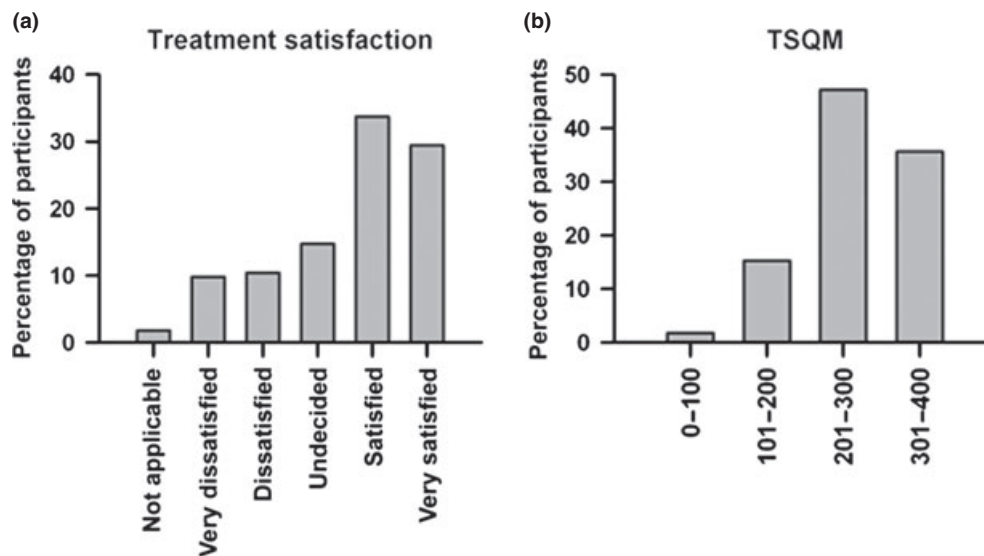 (a)
Treatment satisfaction
Percentage of participants
40
30
20
10
0
Not applicable
Very dissatisfied
Dissatisfied
Undecided
Satisfied
Very satisfied
(b)
TSQM
Percentage of participants
50
40
30
20
10
0
0–100
101–200
201–300
301–400